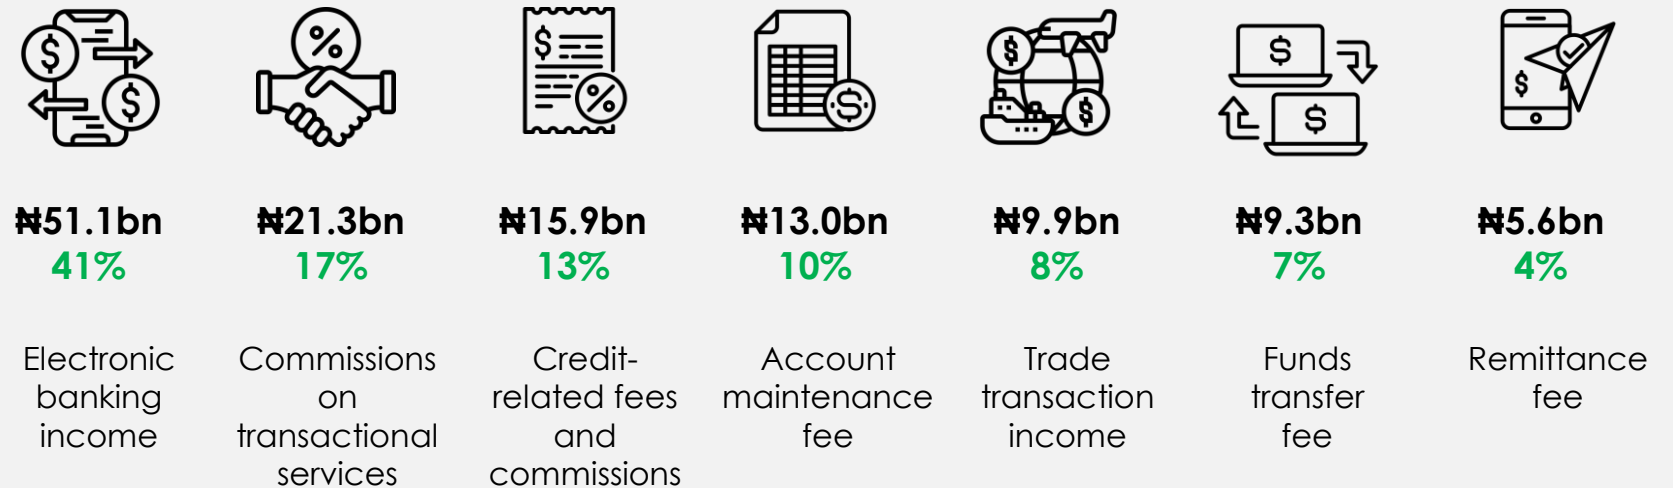 ₦51.1bn
41%
Electronic
banking
income
₦21.3bn
17%
Commissions
on
transactional
services
₦15.9bn
13%
Credit-
related fees
and
commissions
₦13.0bn
10%
Account
maintenance
fee
₦9.9bn
8%
Trade
transaction
income
₦9.3bn
7%
Funds
transfer
fee
₦5.6bn
4%
Remittance
fee